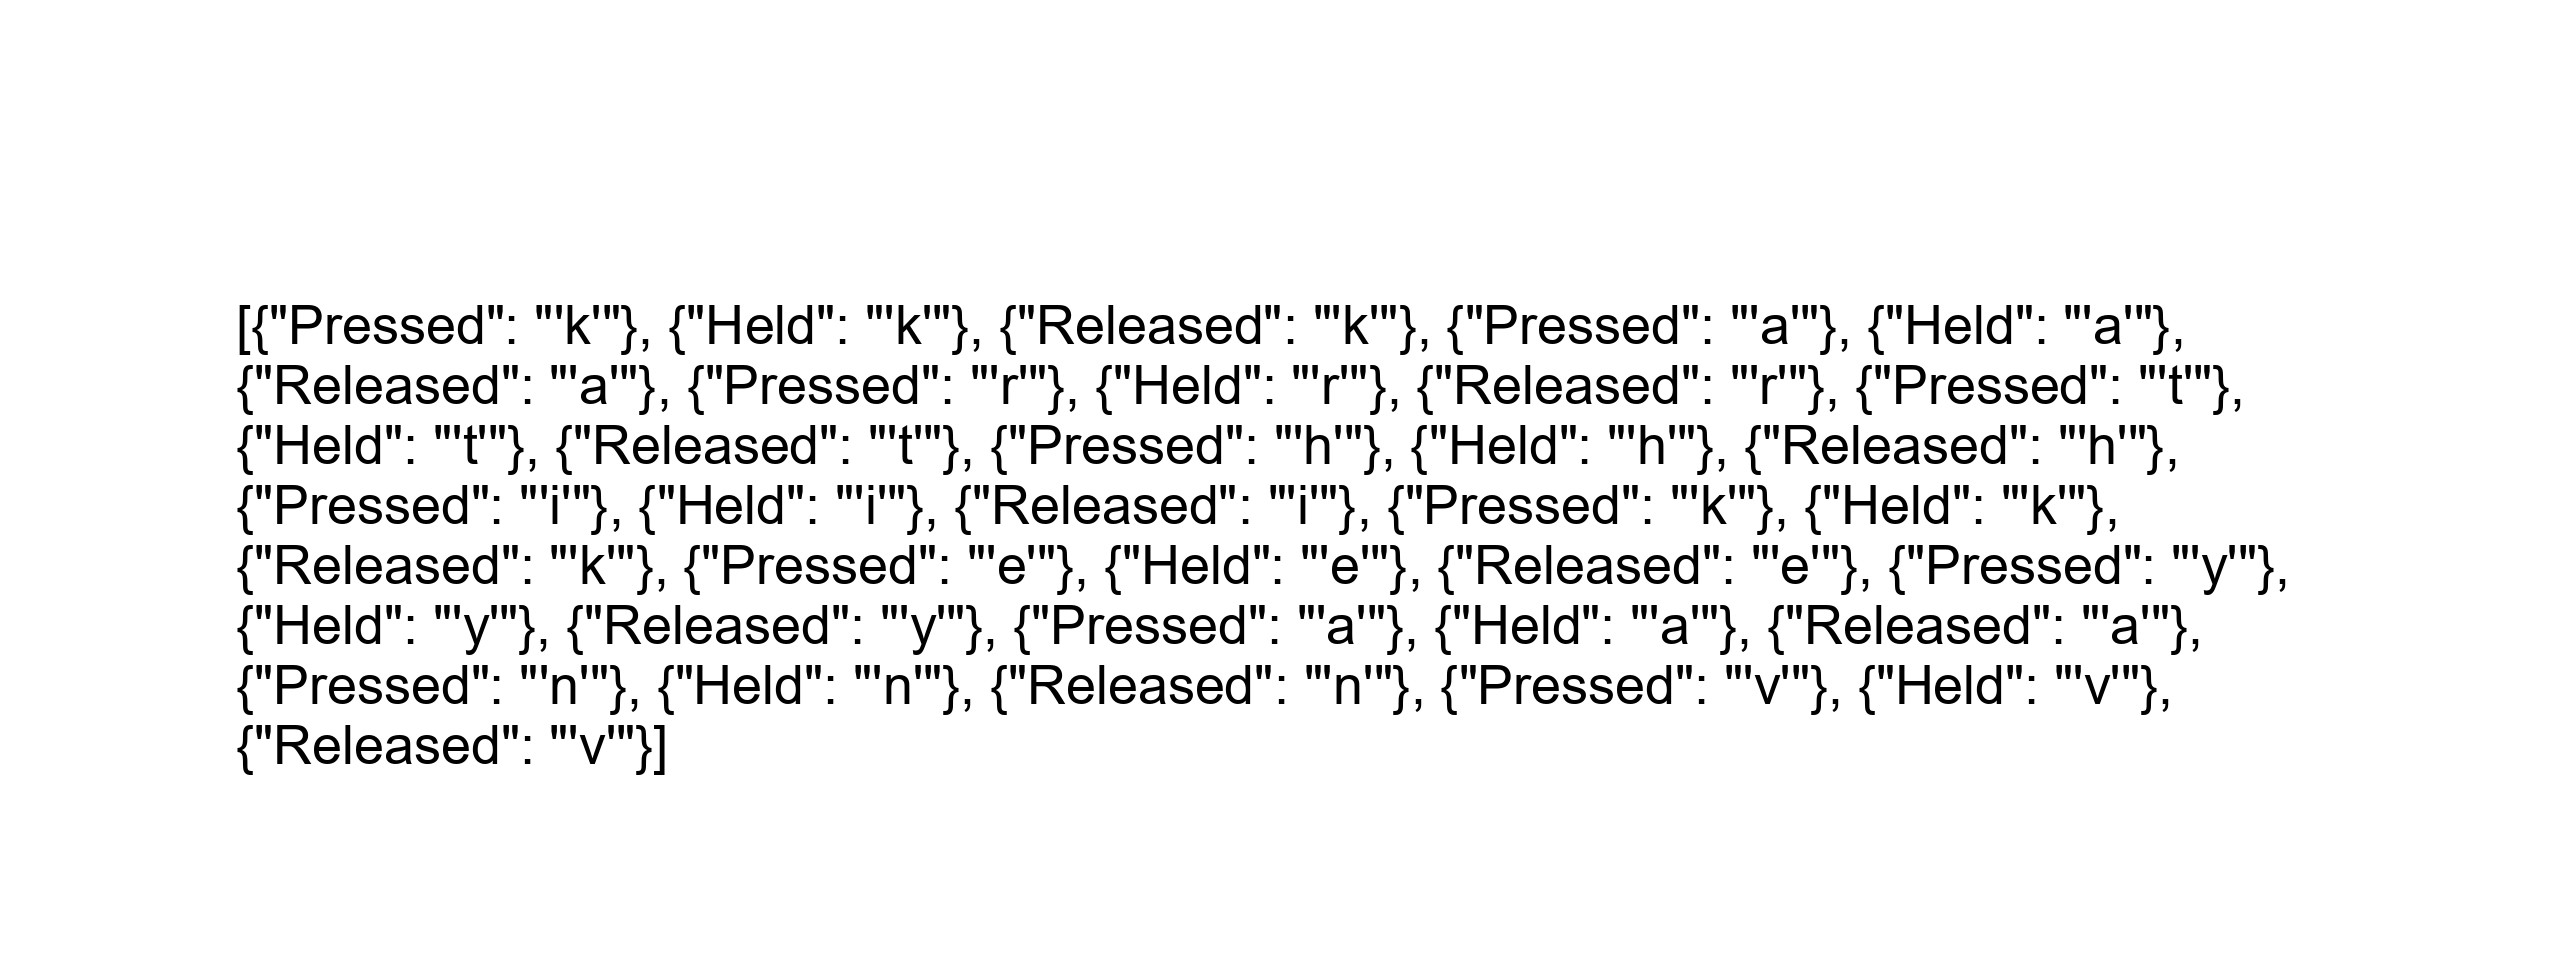 [{"Pressed": "'k'"}, {"Held": "'k'"}, {"Released": "'k'"}, {"Pressed": "'a'"}, {"Held": "'a'"},
{"Released": "'a'"}, {"Pressed": "'r'"}, {"Held": "'r'"}, {"Released": "'r'"}, {"Pressed": "'t'"},
{"Held": "'t'"}, {"Released": "'t'"}, {"Pressed": "'h'"}, {"Held": "'h'"}, {"Released": "'h'"},
{"Pressed": "'i'"}, {"Held": "'i'"}, {"Released": "'i'"}, {"Pressed": "'k'"}, {"Held": "'k'"},
{"Released": "'k'"}, {"Pressed": "'e'"}, {"Held": "'e'"}, {"Released": "'e'"}, {"Pressed": "'y'"},
{"Held": "'y'"}, {"Released": "'y'"}, {"Pressed": "'a'"}, {"Held": "'a'"}, {"Released": "'a'"},
{"Pressed": "'n'"}, {"Held": "'n'"}, {"Released": "'n'"}, {"Pressed": "'v'"}, {"Held": "'v'"},
{"Released": "'v'"}]